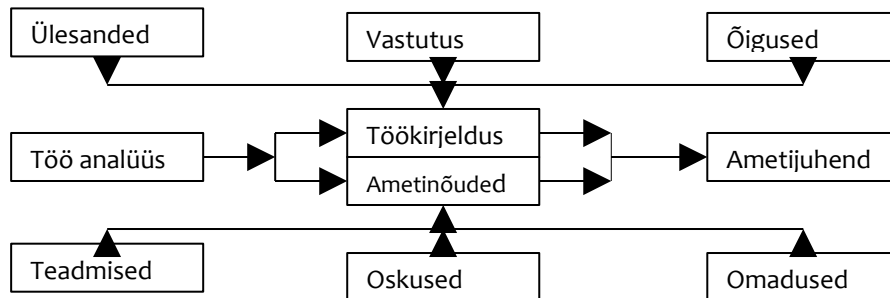 Ülesanded
Vastutus
Õigused
Töö analüüs
Töökirjeldus
Ametinõuded
Ametijuhend
Teadmised
Oskused
Omadused